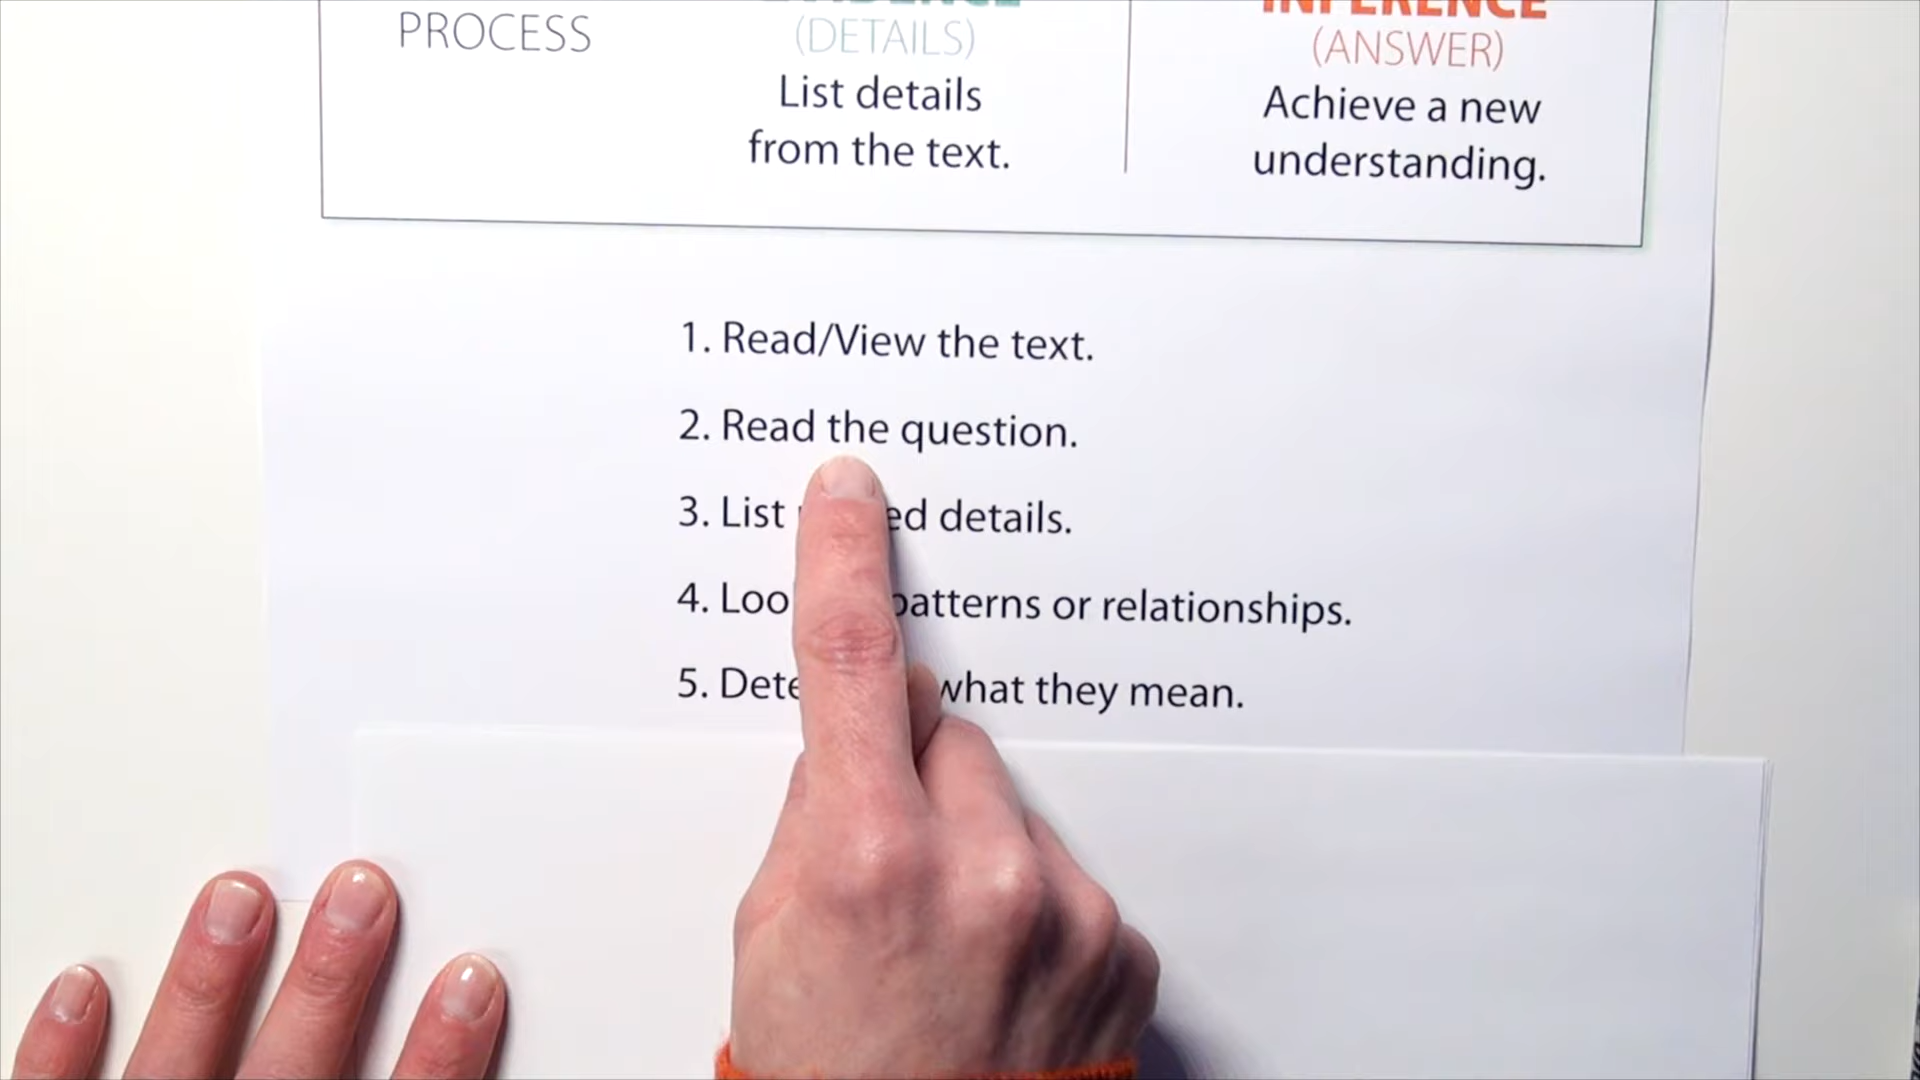 PROCESS
(DETAILS)
List details
from the text.
INFERENCE
(ANSWER)
Achieve a new
understanding.
1. Read/View the text.
2. Read the question.
3. List details.
4. patterns or relationships.
5. what they mean.